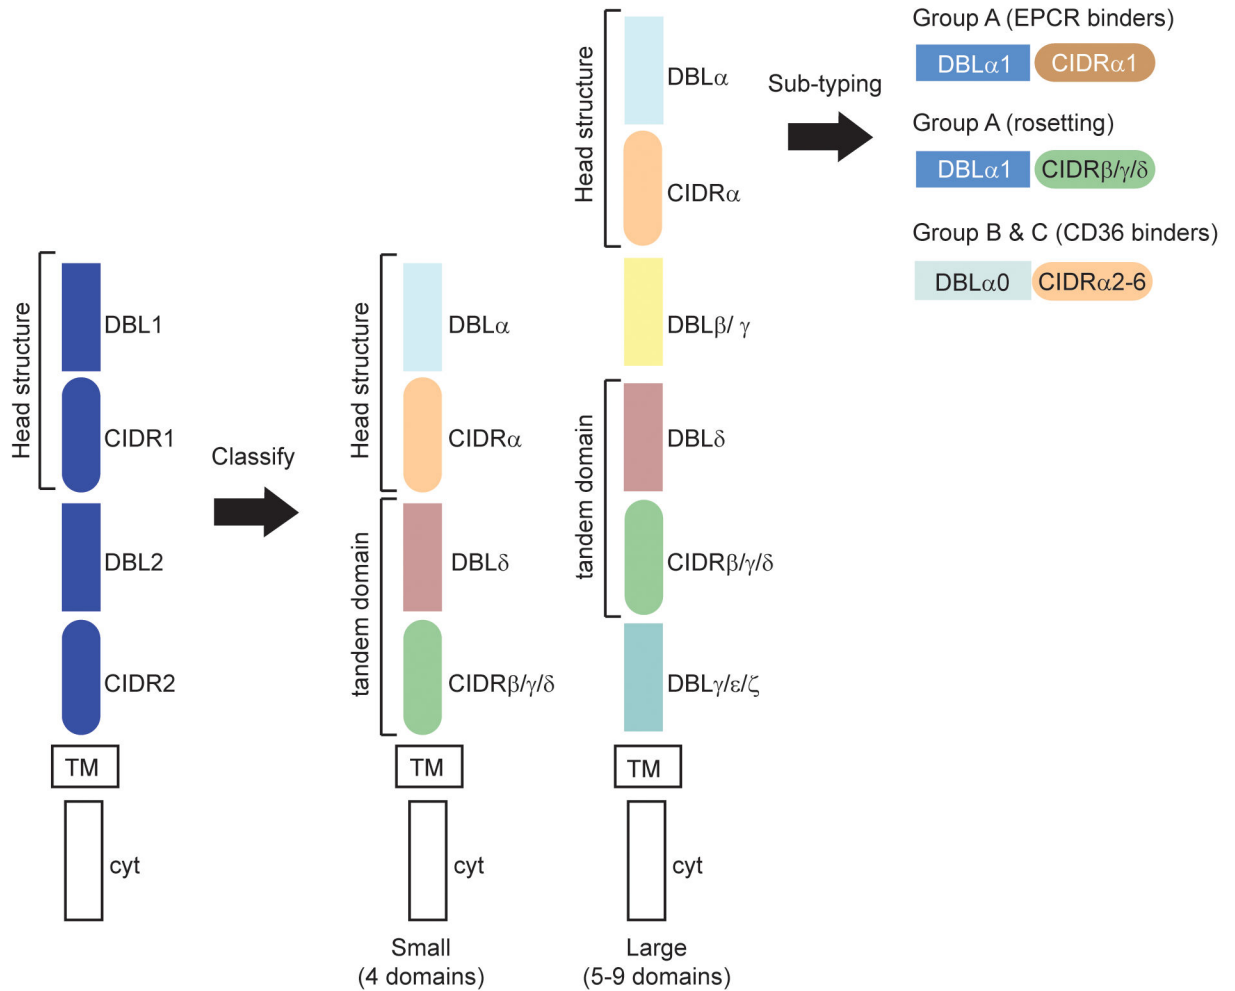 Head structure
DBL1
CIDR1
DBL2
CIDR2
TM
cyt
Classify
Head structure
tandem domain
DBLα
CIDRα
DBLδ
CIDRβ/γ/δ
TM
cyt
Small
(4 domains)
Head structure
tandem domain
DBLα
CIDRα
DBLβ/ γ
DBLδ
CIDRβ/γ/δ
DBLγ/ε/ζ
TM
cyt
Large
(5-9 domains)
Sub-typing
Group A (EPCR binders)
DBLα1 CIDRα1
Group A (rosetting)
DBLα1 CIDRβ/γ/δ
Group B & C (CD36 binders)
DBLα0 CIDRα2-6